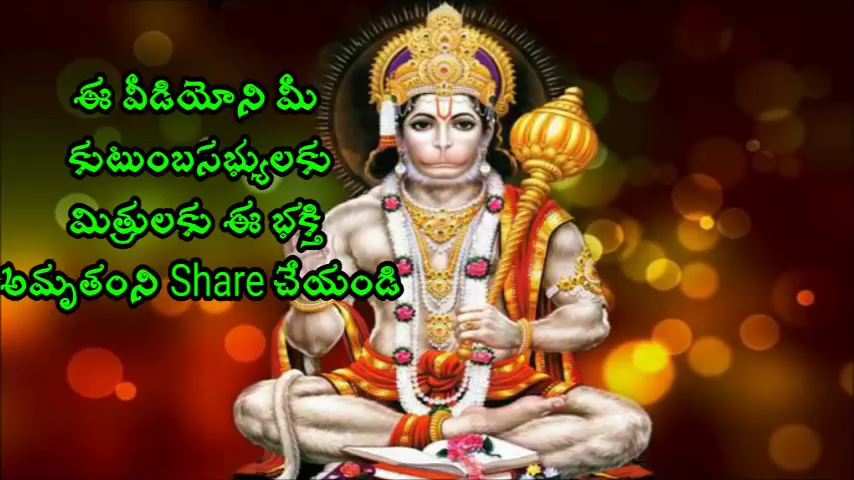 ఈ వీడియోని మీ
కుటుంబసభ్యులకు
మిత్రులకు ఈ భక్తి
అమృతంని Share చేయండి